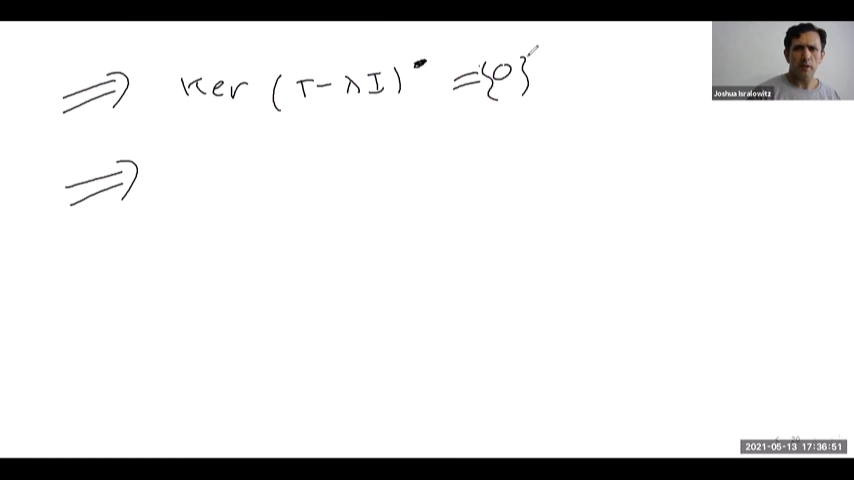 ⟹ Ker (T - λI)• = {0}
⟹
Joshua Isralowitz
2021-05-13 17:36:51